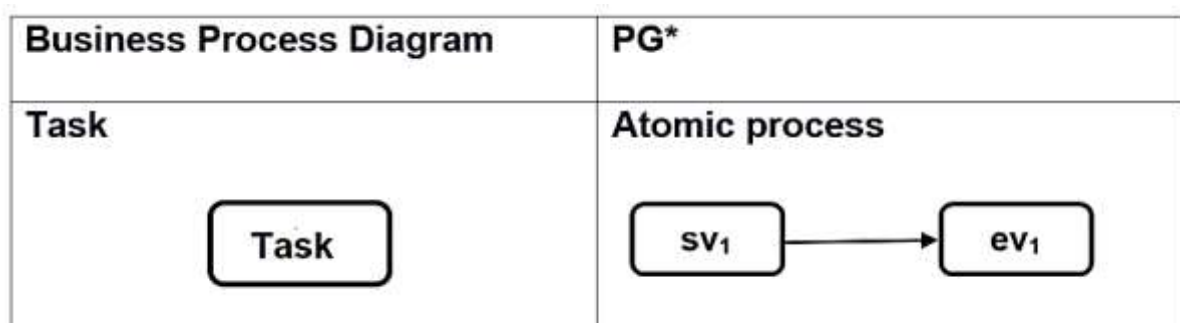 Business Process Diagram
PG*
Task
Atomic process
Task
sv₁
ev₁